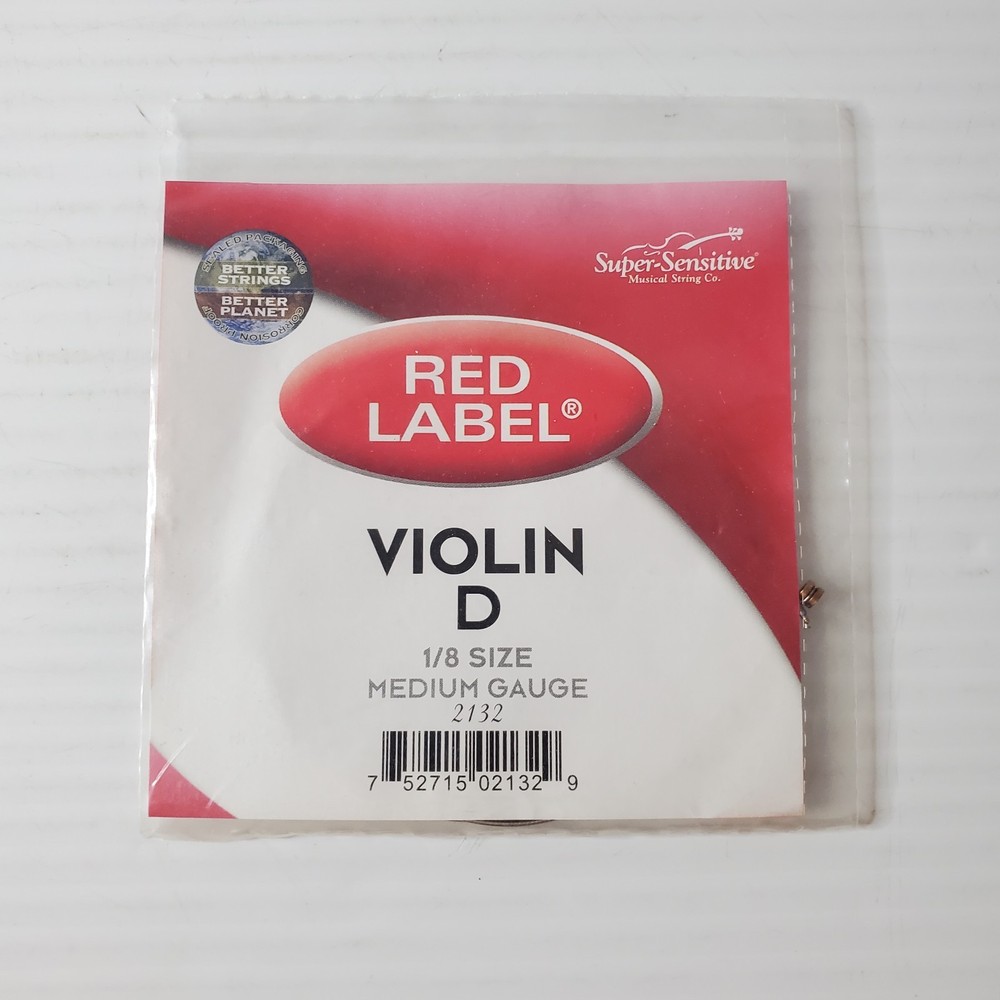 SEALED PACKAGING
BETTER
STRINGS
BETTER
PLANET
CORROSION PROOF
Super-Sensitive®
Musical String Co.
RED
LABEL®
VIOLIN
D
1/8 SIZE
MEDIUM GAUGE
2132
7 52715 02132 9